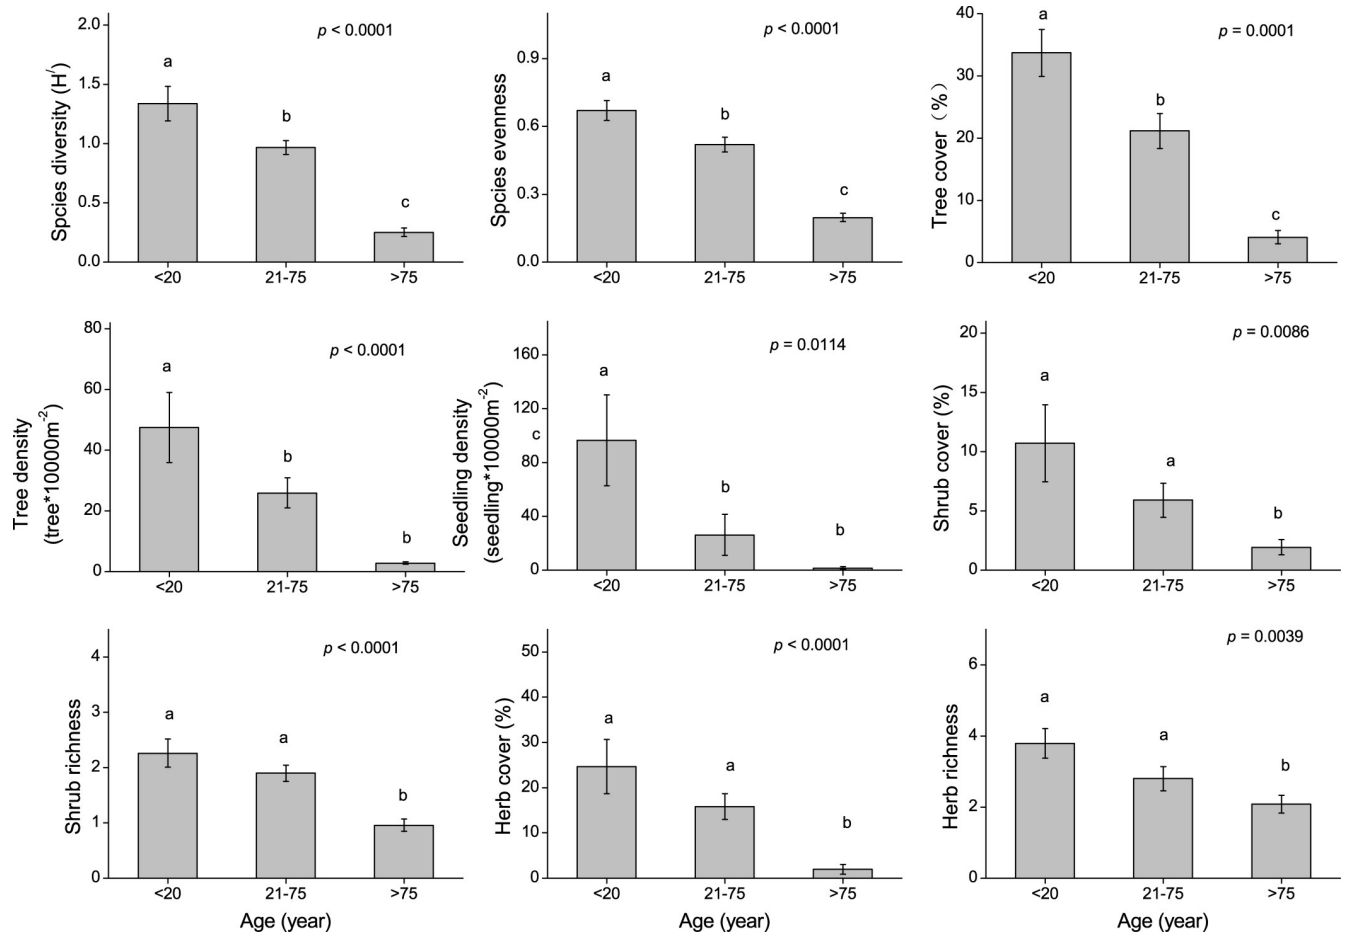 Spcies diversity (H/)
2.0
1.5
1.0
0.5
0.0
p < 0.0001
a
b
c
<20
21-75
>75
Spcies evenness
0.9
0.6
0.3
0.0
p < 0.0001
a
b
c
<20
21-75
>75
Tree cover (%)
40
30
20
10
0
p = 0.0001
a
b
c
<20
21-75
>75
Tree density
(tree*10000m-2)
80
60
40
20
0
p < 0.0001
a
b
b
<20
21-75
>75
Seedling density
(seedling*10000m-2)
160
120
c
80
40
0
p = 0.0114
a
b
b
<20
21-75
>75
Shrub cover (%)
20
15
10
5
0
p = 0.0086
a
a
b
<20
21-75
>75
Shrub richness
4
3
2
1
0
p < 0.0001
a
a
b
<20
21-75
>75
Age (year)
Herb cover (%)
50
40
30
20
10
0
p < 0.0001
a
a
b
<20
21-75
>75
Age (year)
Herb richness
6
4
2
0
p = 0.0039
a
a
b
<20
21-75
>75
Age (year)